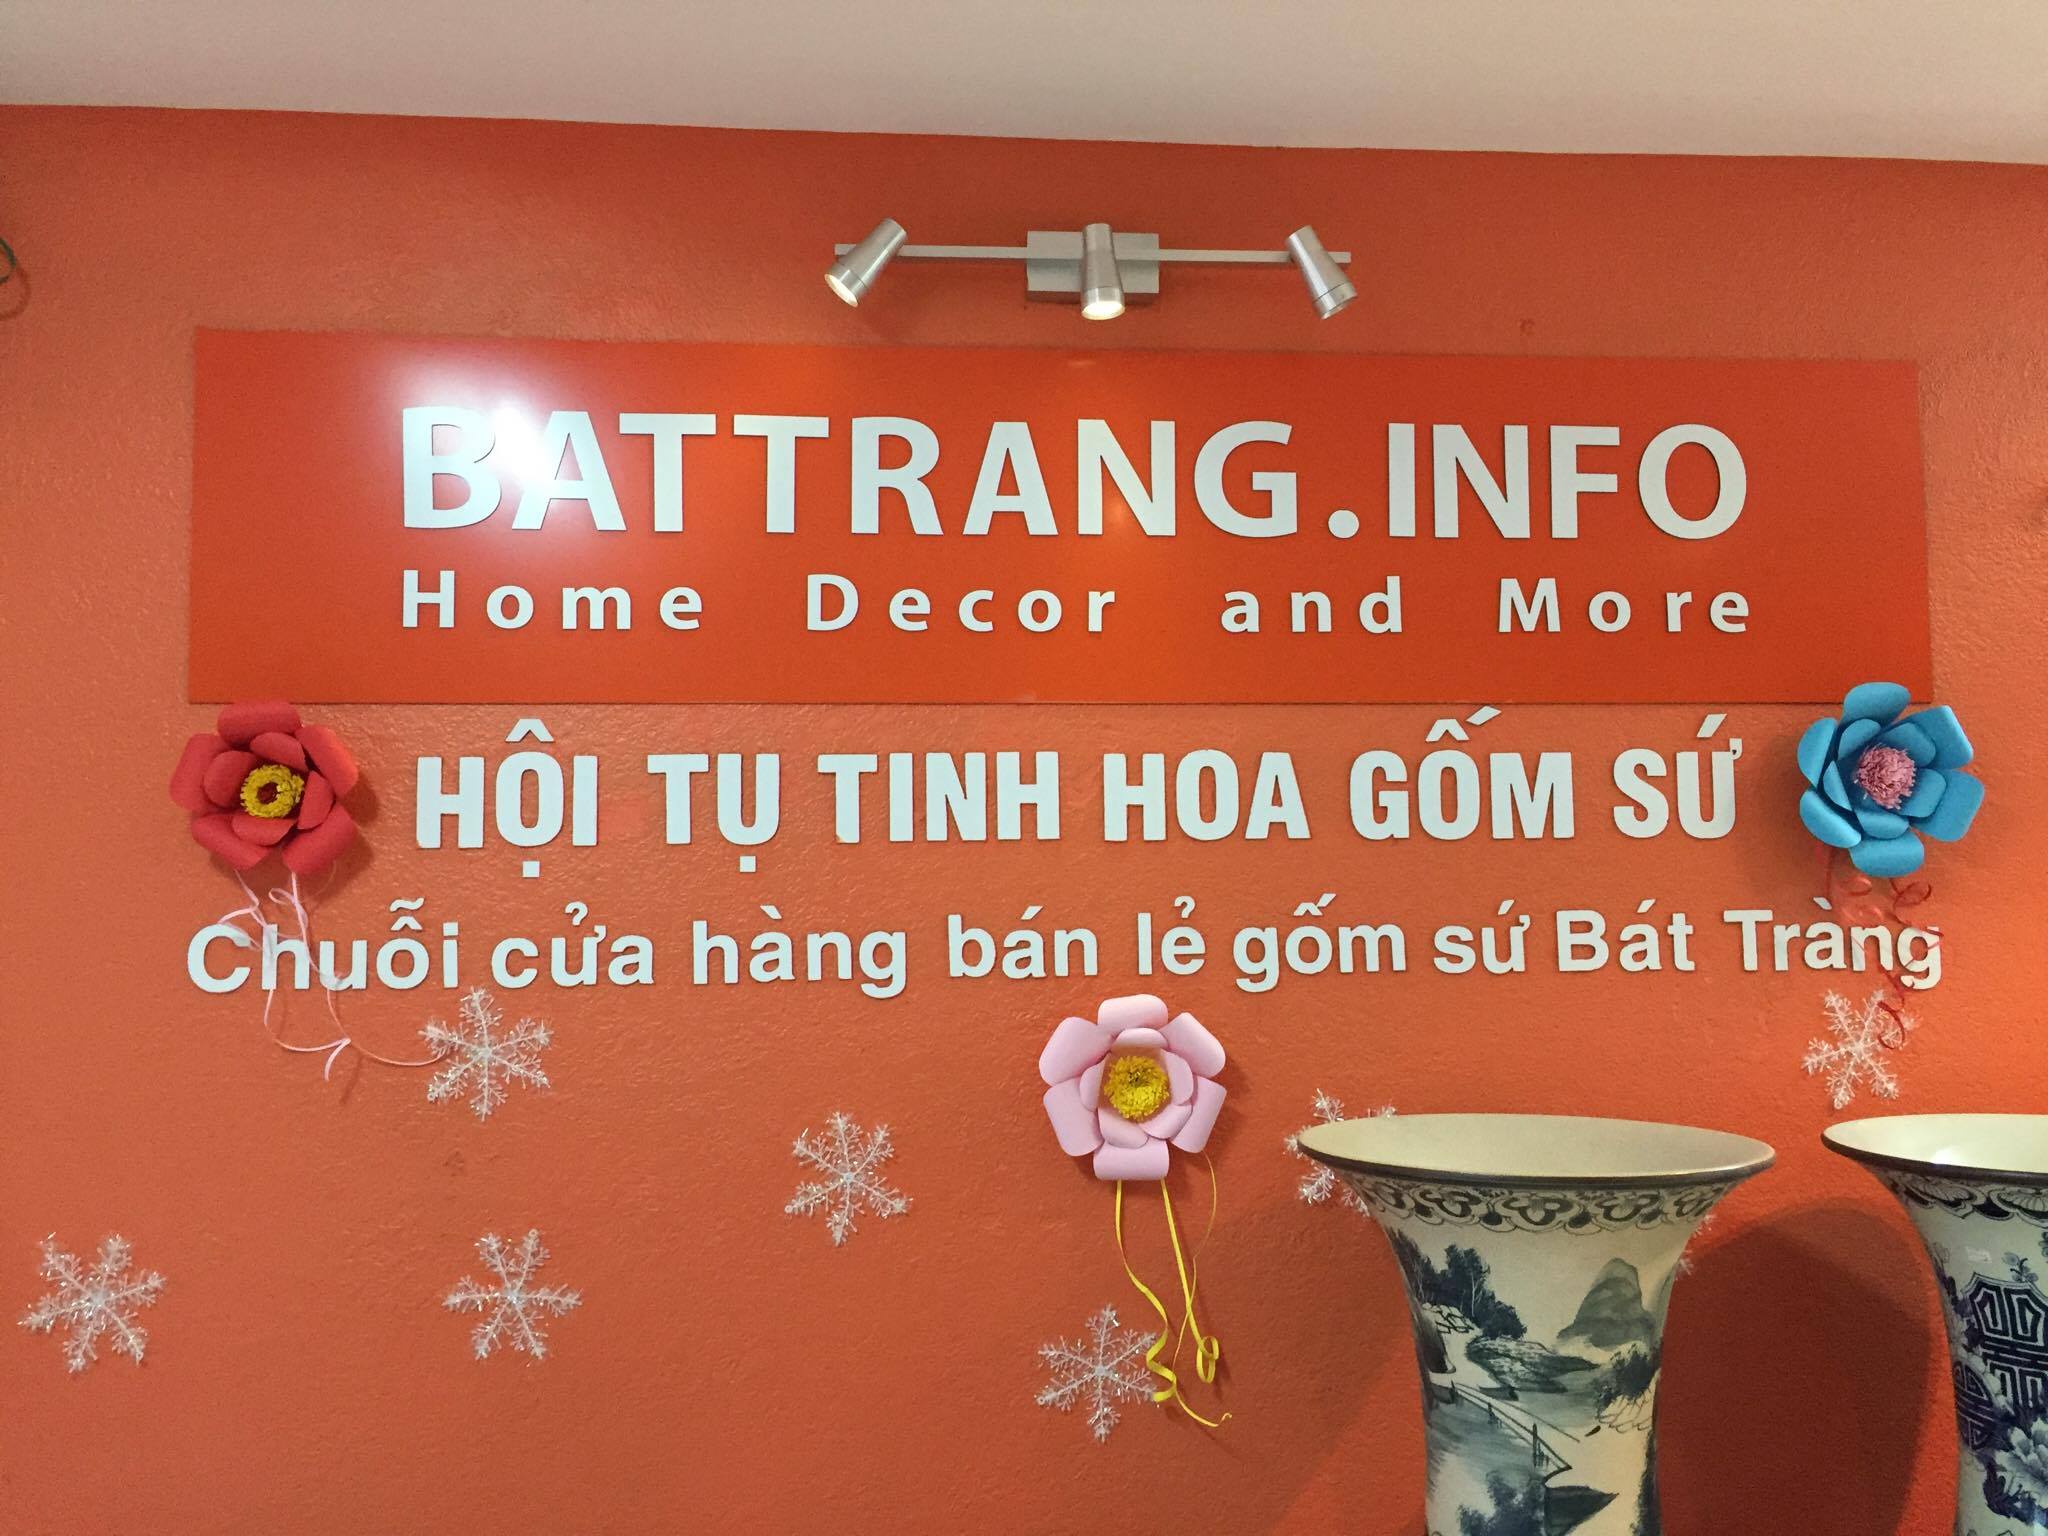 BATTRANG.INFO
Home Decor and More
HỘI TỤ TINH HOA GỐM SỨ
Chuỗi cửa hàng bán lẻ gốm sứ Bát Tràng